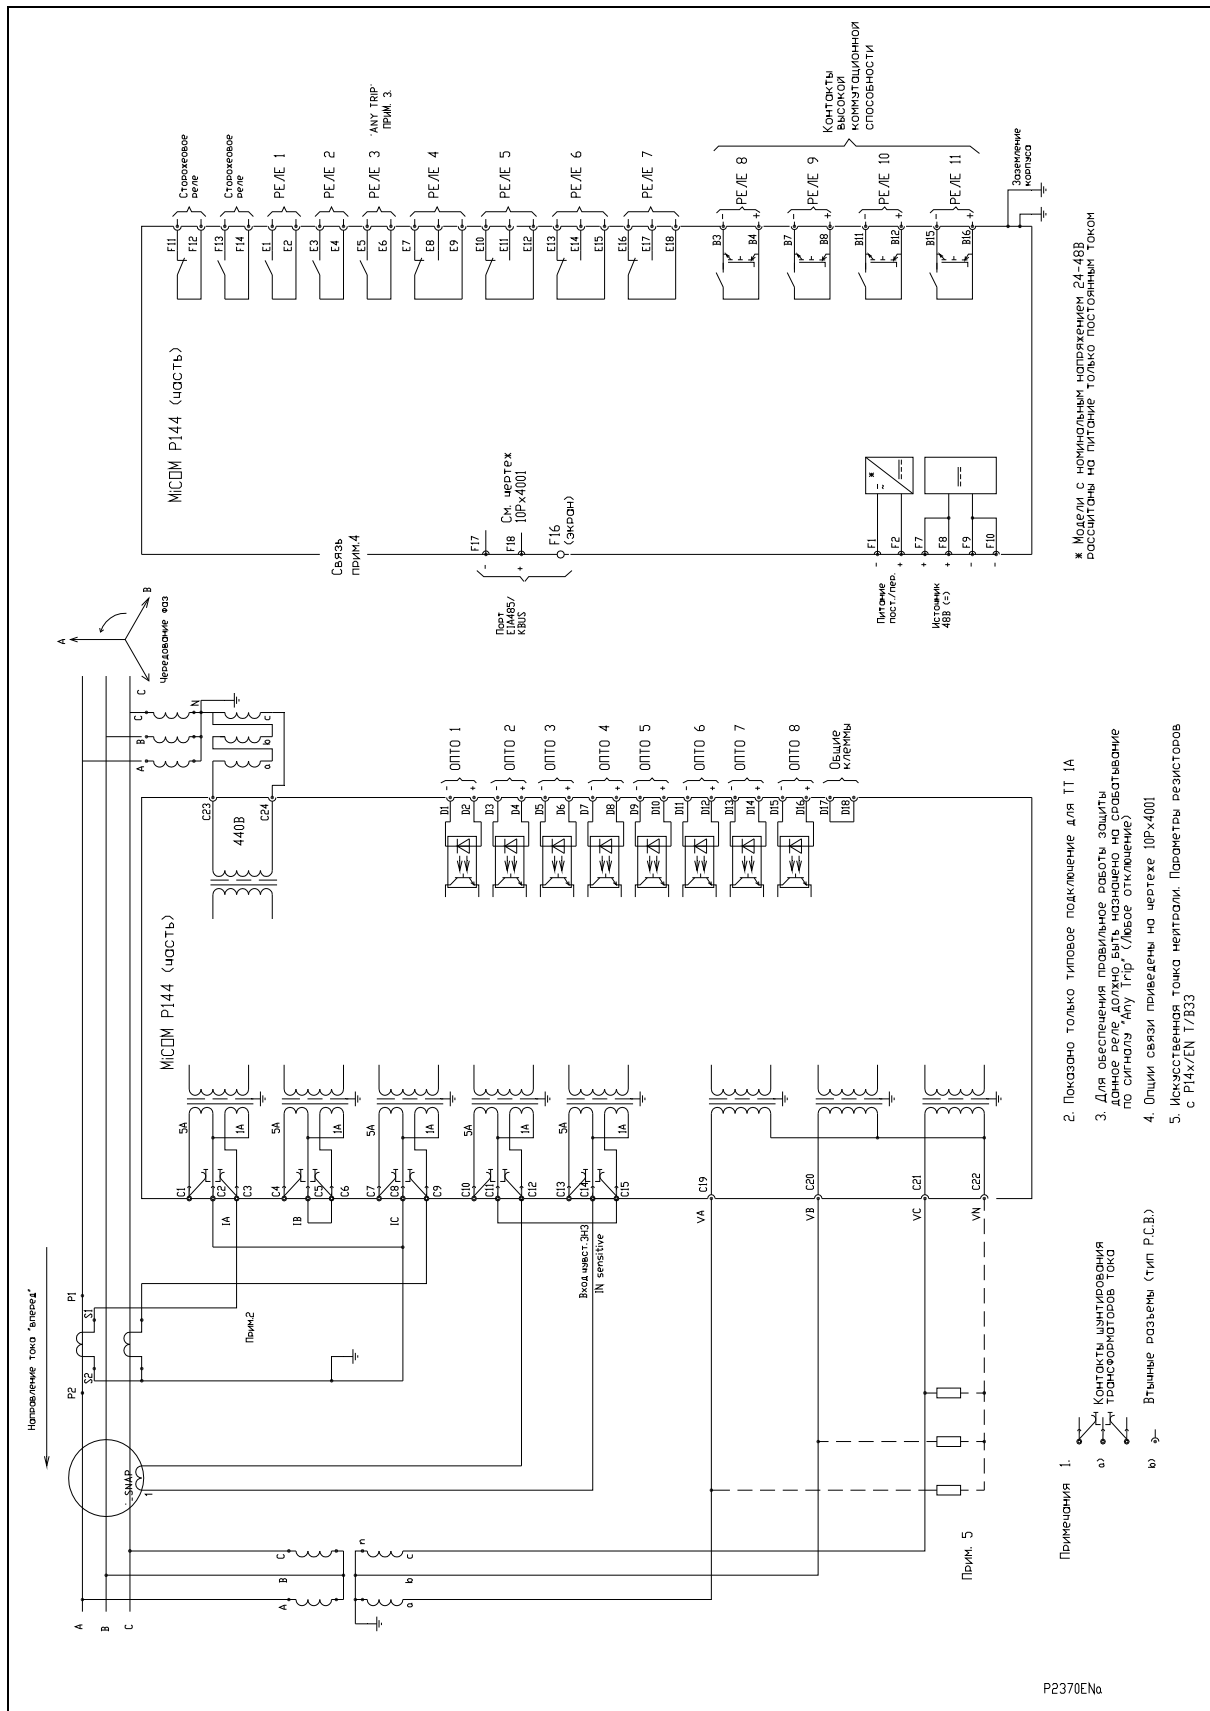 Направление тока "вперед"
A
B
C
P2
P1
S2
S1
SNAP
1
Прим.2
A
B
C
a
b
c
n
Прим. 5
Вход чувст.ЗНЗ
IN sensitive
IA
IB
IC
VA
VB
VC
VN
C1
C2
C3
C4
C5
C6
C7
C8
C9
C10
C11
C12
C13
C14
C15
C19
C20
C21
C22
5A
1A
5A
1A
5A
1A
5A
1A
5A
1A
MiCOM P144 (часть)
440В
C23
C24
A
B
C
N
a
b
c
A
B
C
Чередование фаз
D1
D2
D3
D4
D5
D6
D7
D8
D9
D10
D11
D12
D13
D14
D15
D16
D17
D18
- + ОПТО 1
- + ОПТО 2
- + ОПТО 3
- + ОПТО 4
- + ОПТО 5
- + ОПТО 6
- + ОПТО 7
- + ОПТО 8
Общие
клеммы
Связь
прим.4
MiCOM P144 (часть)
Порт
EIA485/
KBUS
-
+
F17
F18
F16
(экран)
См. чертеж
10Px4001
Питание
пост./пер.
Источник
48В (=)
-
+
+
+
-
-
F1
F2
F7
F8
F9
F10
*
~
F11
F12
F13
F14
E1
E2
E3
E4
E5
E6
E7
E8
E9
E10
E11
E12
E13
E14
E15
E16
E17
E18
B3
B4
B7
B8
B11
B12
B15
B16
Сторожевое
реле
Сторожевое
реле
РЕЛЕ 1
РЕЛЕ 2
РЕЛЕ 3
'ANY TRIP'
ПРИМ. 3.
РЕЛЕ 4
РЕЛЕ 5
РЕЛЕ 6
РЕЛЕ 7
- + РЕЛЕ 8
- + РЕЛЕ 9
- + РЕЛЕ 10
- + РЕЛЕ 11
Контакты
высокой
коммутационной
способности
Заземление
корпуса
* Модели с номинальным напряжением 24-48В
рассчитаны на питание только постоянным током
Примечания 1.
a)
Контакты шунтирования
трансформаторов тока
b)
Втычные разъемы (тип P.C.B.)
2. Показано только типовое подключение для ТТ 1А
3. Для обеспечения правильное работы защиты
данное реле должно быть назначено на срабатывание
по сигналу "Any Trip" (Любое отключение)
4. Опции связи приведены на чертеже 10Px4001
5. Искусственная точка нейтрали. Параметры резисторов
с P14x/EN T/B33
P2370ENa